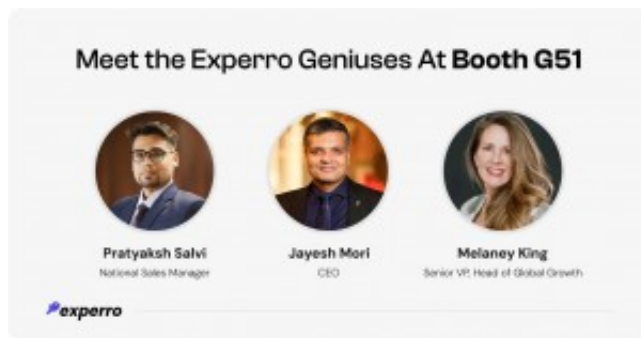 Meet the Experro Geniuses At Booth G51
Pratyaksh Salvi
Jayesh Mori
Melaney King
National Sales Manager
CEO
Senior VP, Head of Global Growth
experro